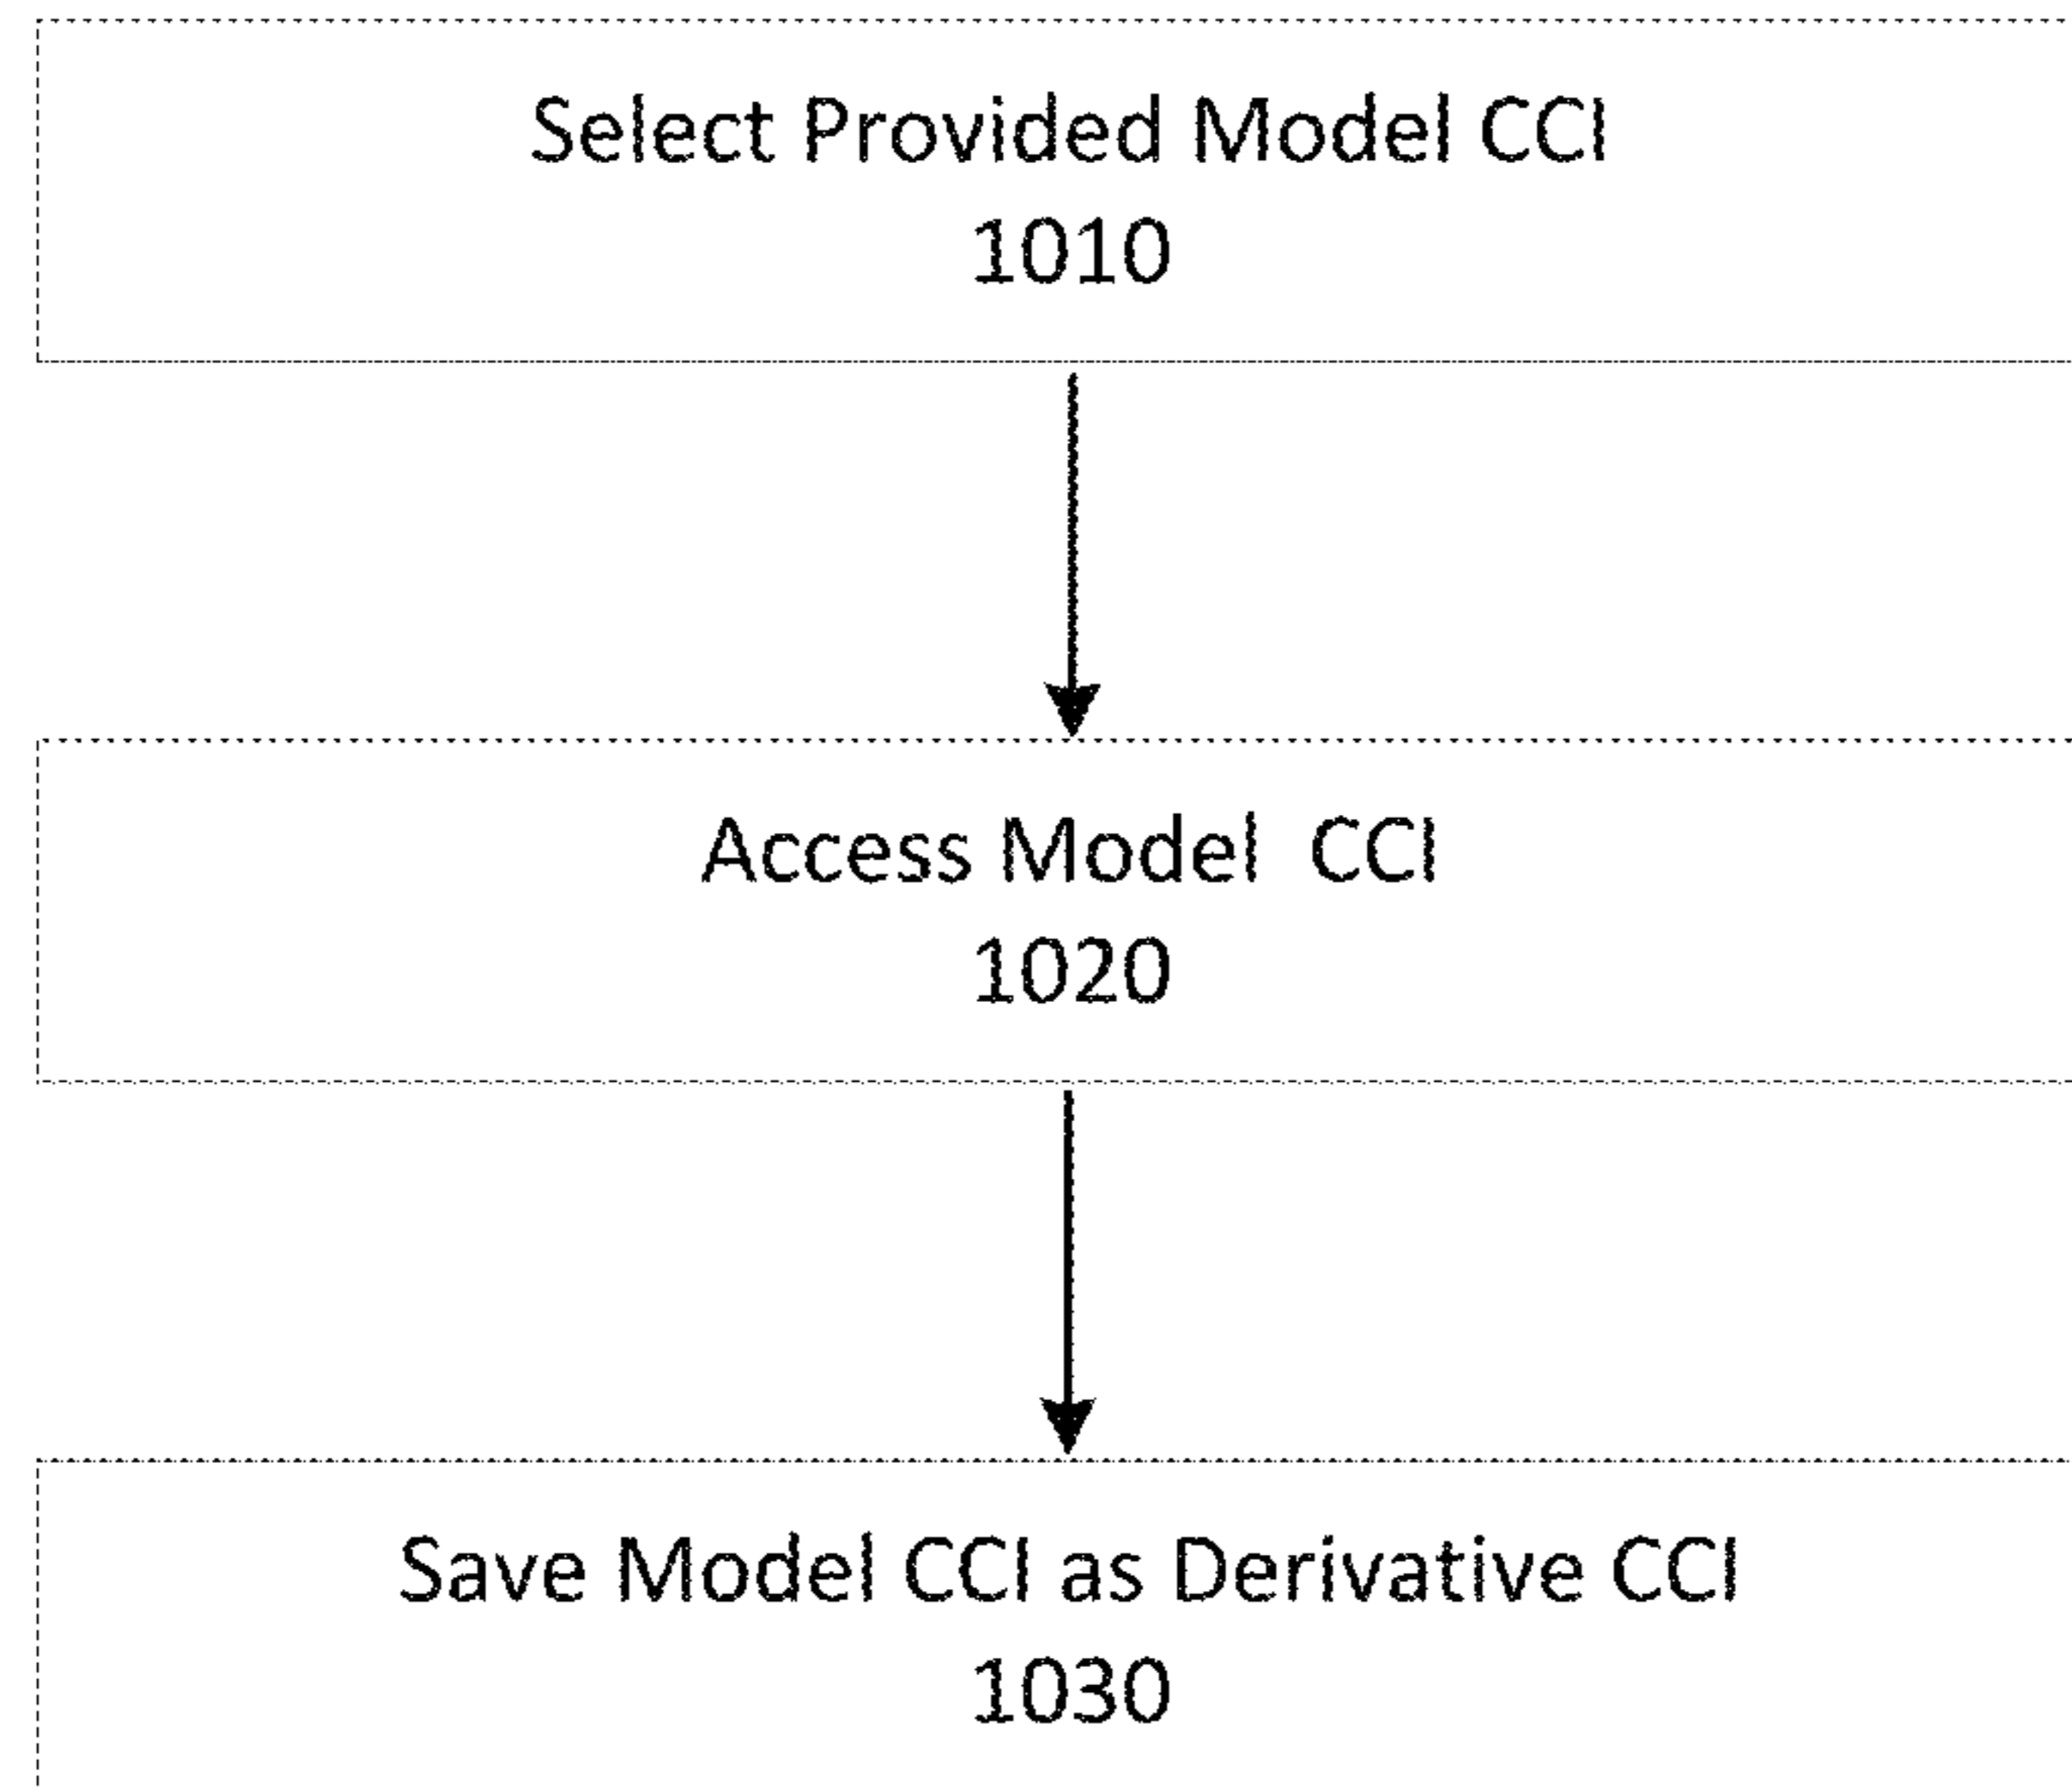 Select Provided Model CCI
1010
Access Model CCI
1020
Save Model CCI as Derivative CCI
1030